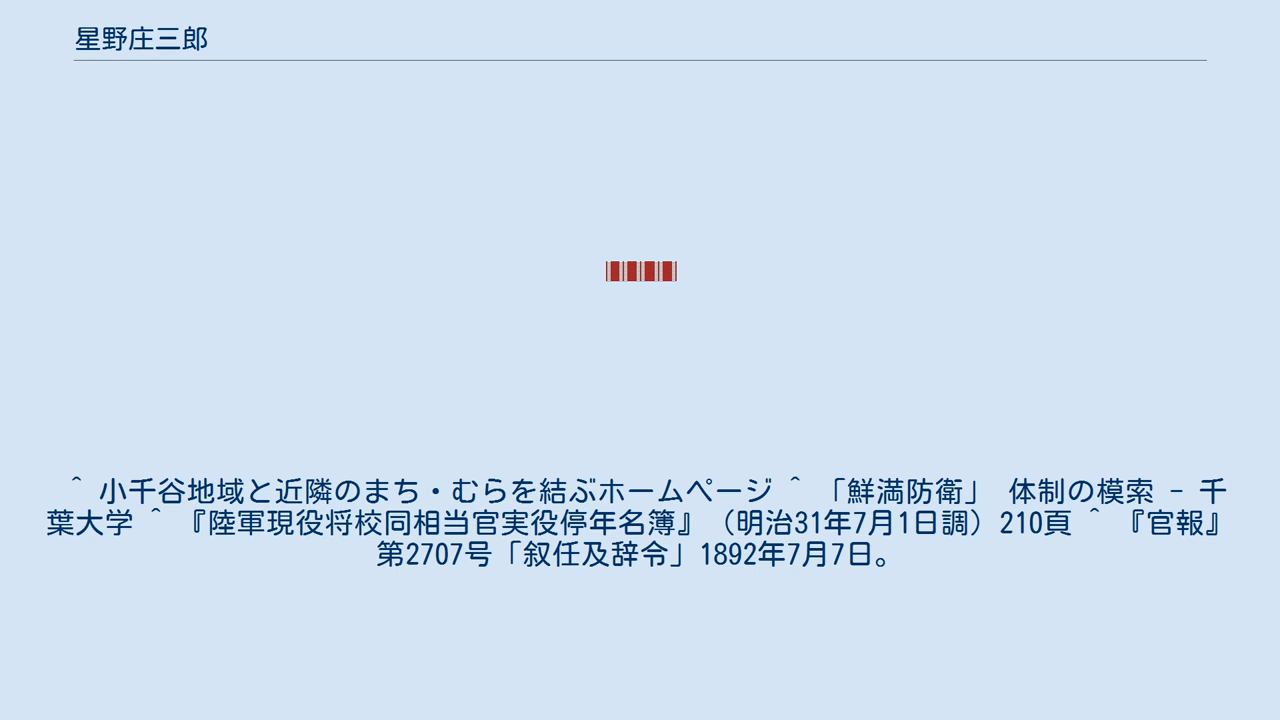 星野庄三郎
^ 小千谷地域と近隣のまち・むらを結ぶホームページ ^ 「鮮満防衛」 体制の模索 - 千
葉大学 ^ 『陸軍現役将校同相当官実役停年名簿』（明治31年7月1日調）210頁 ^ 『官報』
第2707号「叙任及辞令」1892年7月7日。